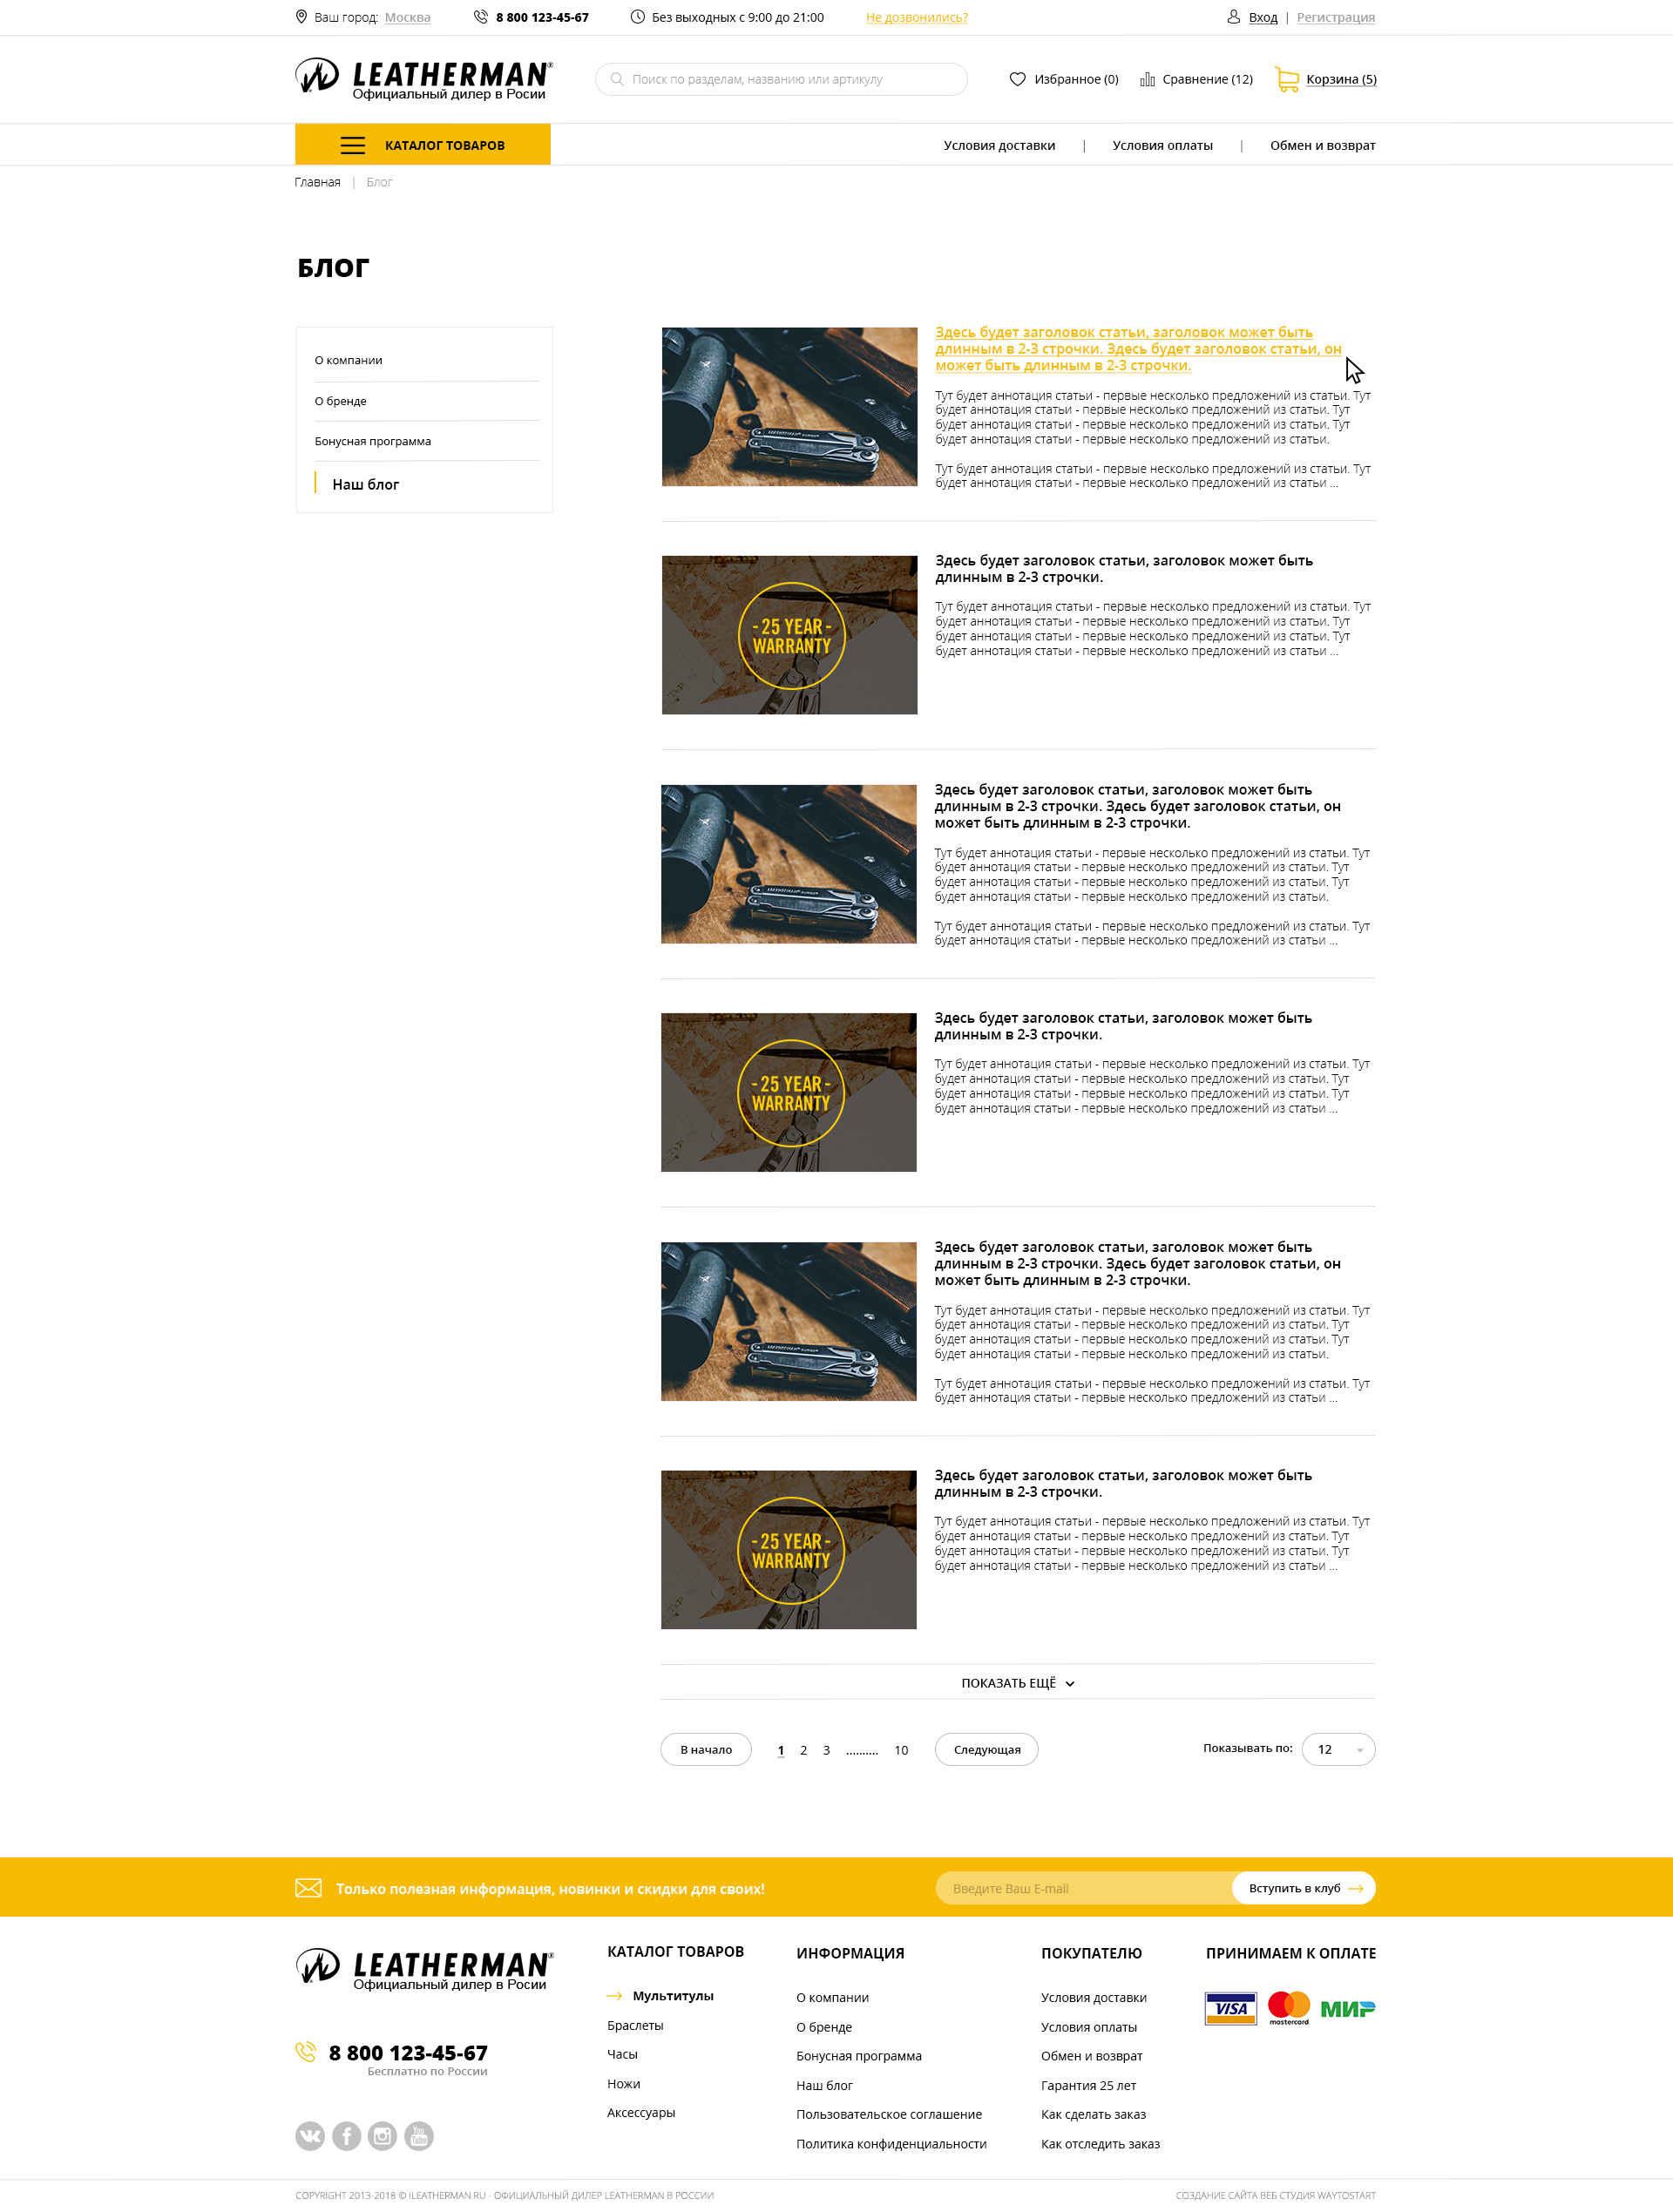 Ваш город: Москва
8 800 123-45-67
Без выходных с 9:00 до 21:00
Не дозвонились?
Вход | Регистрация
LEATHERMAN®
Официальный дилер в Росии
Поиск по разделам, названию или артикулу
Избранное (0)
Сравнение (12)
Корзина (5)
КАТАЛОГ ТОВАРОВ
Условия доставки | Условия оплаты | Обмен и возврат
Главная | Блог
БЛОГ
О компании
О бренде
Бонусная программа
Наш блог
Здесь будет заголовок статьи, заголовок может быть
длинным в 2-3 строчки. Здесь будет заголовок статьи, он
может быть длинным в 2-3 строчки.
Тут будет аннотация статьи - первые несколько предложений из статьи. Тут
будет аннотация статьи - первые несколько предложений из статьи. Тут
будет аннотация статьи - первые несколько предложений из статьи. Тут
будет аннотация статьи - первые несколько предложений из статьи.
Тут будет аннотация статьи - первые несколько предложений из статьи. Тут
будет аннотация статьи - первые несколько предложений из статьи ...
- 25 YEAR -
WARRANTY
Здесь будет заголовок статьи, заголовок может быть
длинным в 2-3 строчки.
Тут будет аннотация статьи - первые несколько предложений из статьи. Тут
будет аннотация статьи - первые несколько предложений из статьи. Тут
будет аннотация статьи - первые несколько предложений из статьи. Тут
будет аннотация статьи - первые несколько предложений из статьи ...
Здесь будет заголовок статьи, заголовок может быть
длинным в 2-3 строчки. Здесь будет заголовок статьи, он
может быть длинным в 2-3 строчки.
Тут будет аннотация статьи - первые несколько предложений из статьи. Тут
будет аннотация статьи - первые несколько предложений из статьи. Тут
будет аннотация статьи - первые несколько предложений из статьи. Тут
будет аннотация статьи - первые несколько предложений из статьи.
Тут будет аннотация статьи - первые несколько предложений из статьи. Тут
будет аннотация статьи - первые несколько предложений из статьи ...
- 25 YEAR -
WARRANTY
Здесь будет заголовок статьи, заголовок может быть
длинным в 2-3 строчки.
Тут будет аннотация статьи - первые несколько предложений из статьи. Тут
будет аннотация статьи - первые несколько предложений из статьи. Тут
будет аннотация статьи - первые несколько предложений из статьи. Тут
будет аннотация статьи - первые несколько предложений из статьи ...
Здесь будет заголовок статьи, заголовок может быть
длинным в 2-3 строчки. Здесь будет заголовок статьи, он
может быть длинным в 2-3 строчки.
Тут будет аннотация статьи - первые несколько предложений из статьи. Тут
будет аннотация статьи - первые несколько предложений из статьи. Тут
будет аннотация статьи - первые несколько предложений из статьи. Тут
будет аннотация статьи - первые несколько предложений из статьи.
Тут будет аннотация статьи - первые несколько предложений из статьи. Тут
будет аннотация статьи - первые несколько предложений из статьи ...
- 25 YEAR -
WARRANTY
Здесь будет заголовок статьи, заголовок может быть
длинным в 2-3 строчки.
Тут будет аннотация статьи - первые несколько предложений из статьи. Тут
будет аннотация статьи - первые несколько предложений из статьи. Тут
будет аннотация статьи - первые несколько предложений из статьи. Тут
будет аннотация статьи - первые несколько предложений из статьи ...
ПОКАЗАТЬ ЕЩЁ
В начало 1 2 3 .......... 10 Следующая
Показывать по: 12
Только полезная информация, новинки и скидки для своих!
Введите Ваш E-mail
Вступить в клуб
LEATHERMAN®
Официальный дилер в Росии
8 800 123-45-67
Бесплатно по России
You
Tube
КАТАЛОГ ТОВАРОВ
Мультитулы
Браслеты
Часы
Ножи
Аксессуары
ИНФОРМАЦИЯ
О компании
О бренде
Бонусная программа
Наш блог
Пользовательское соглашение
Политика конфиденциальности
ПОКУПАТЕЛЮ
Условия доставки
Условия оплаты
Обмен и возврат
Гарантия 25 лет
Как сделать заказ
Как отследить заказ
ПРИНИМАЕМ К ОПЛАТЕ
VISA
mastercard
МИР
COPYRIGHT 2013-2018 © ILEATHERMAN.RU - ОФИЦИАЛЬНЫЙ ДИЛЕР LEATHERMAN В РОССИИ
СОЗДАНИЕ САЙТА ВЕБ СТУДИЯ WAYTOSTART